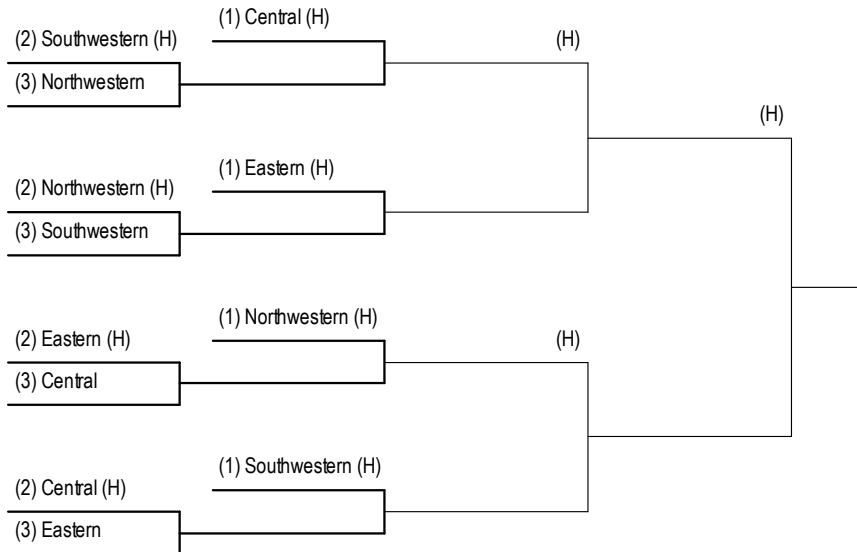 (1) Central (H)
(2) Southwestern (H)
(H)
(3) Northwestern
(H)
(1) Eastern (H)
(2) Northwestern (H)
(3) Southwestern
(1) Northwestern (H)
(2) Eastern (H)
(H)
(3) Central
(1) Southwestern (H)
(2) Central (H)
(3) Eastern